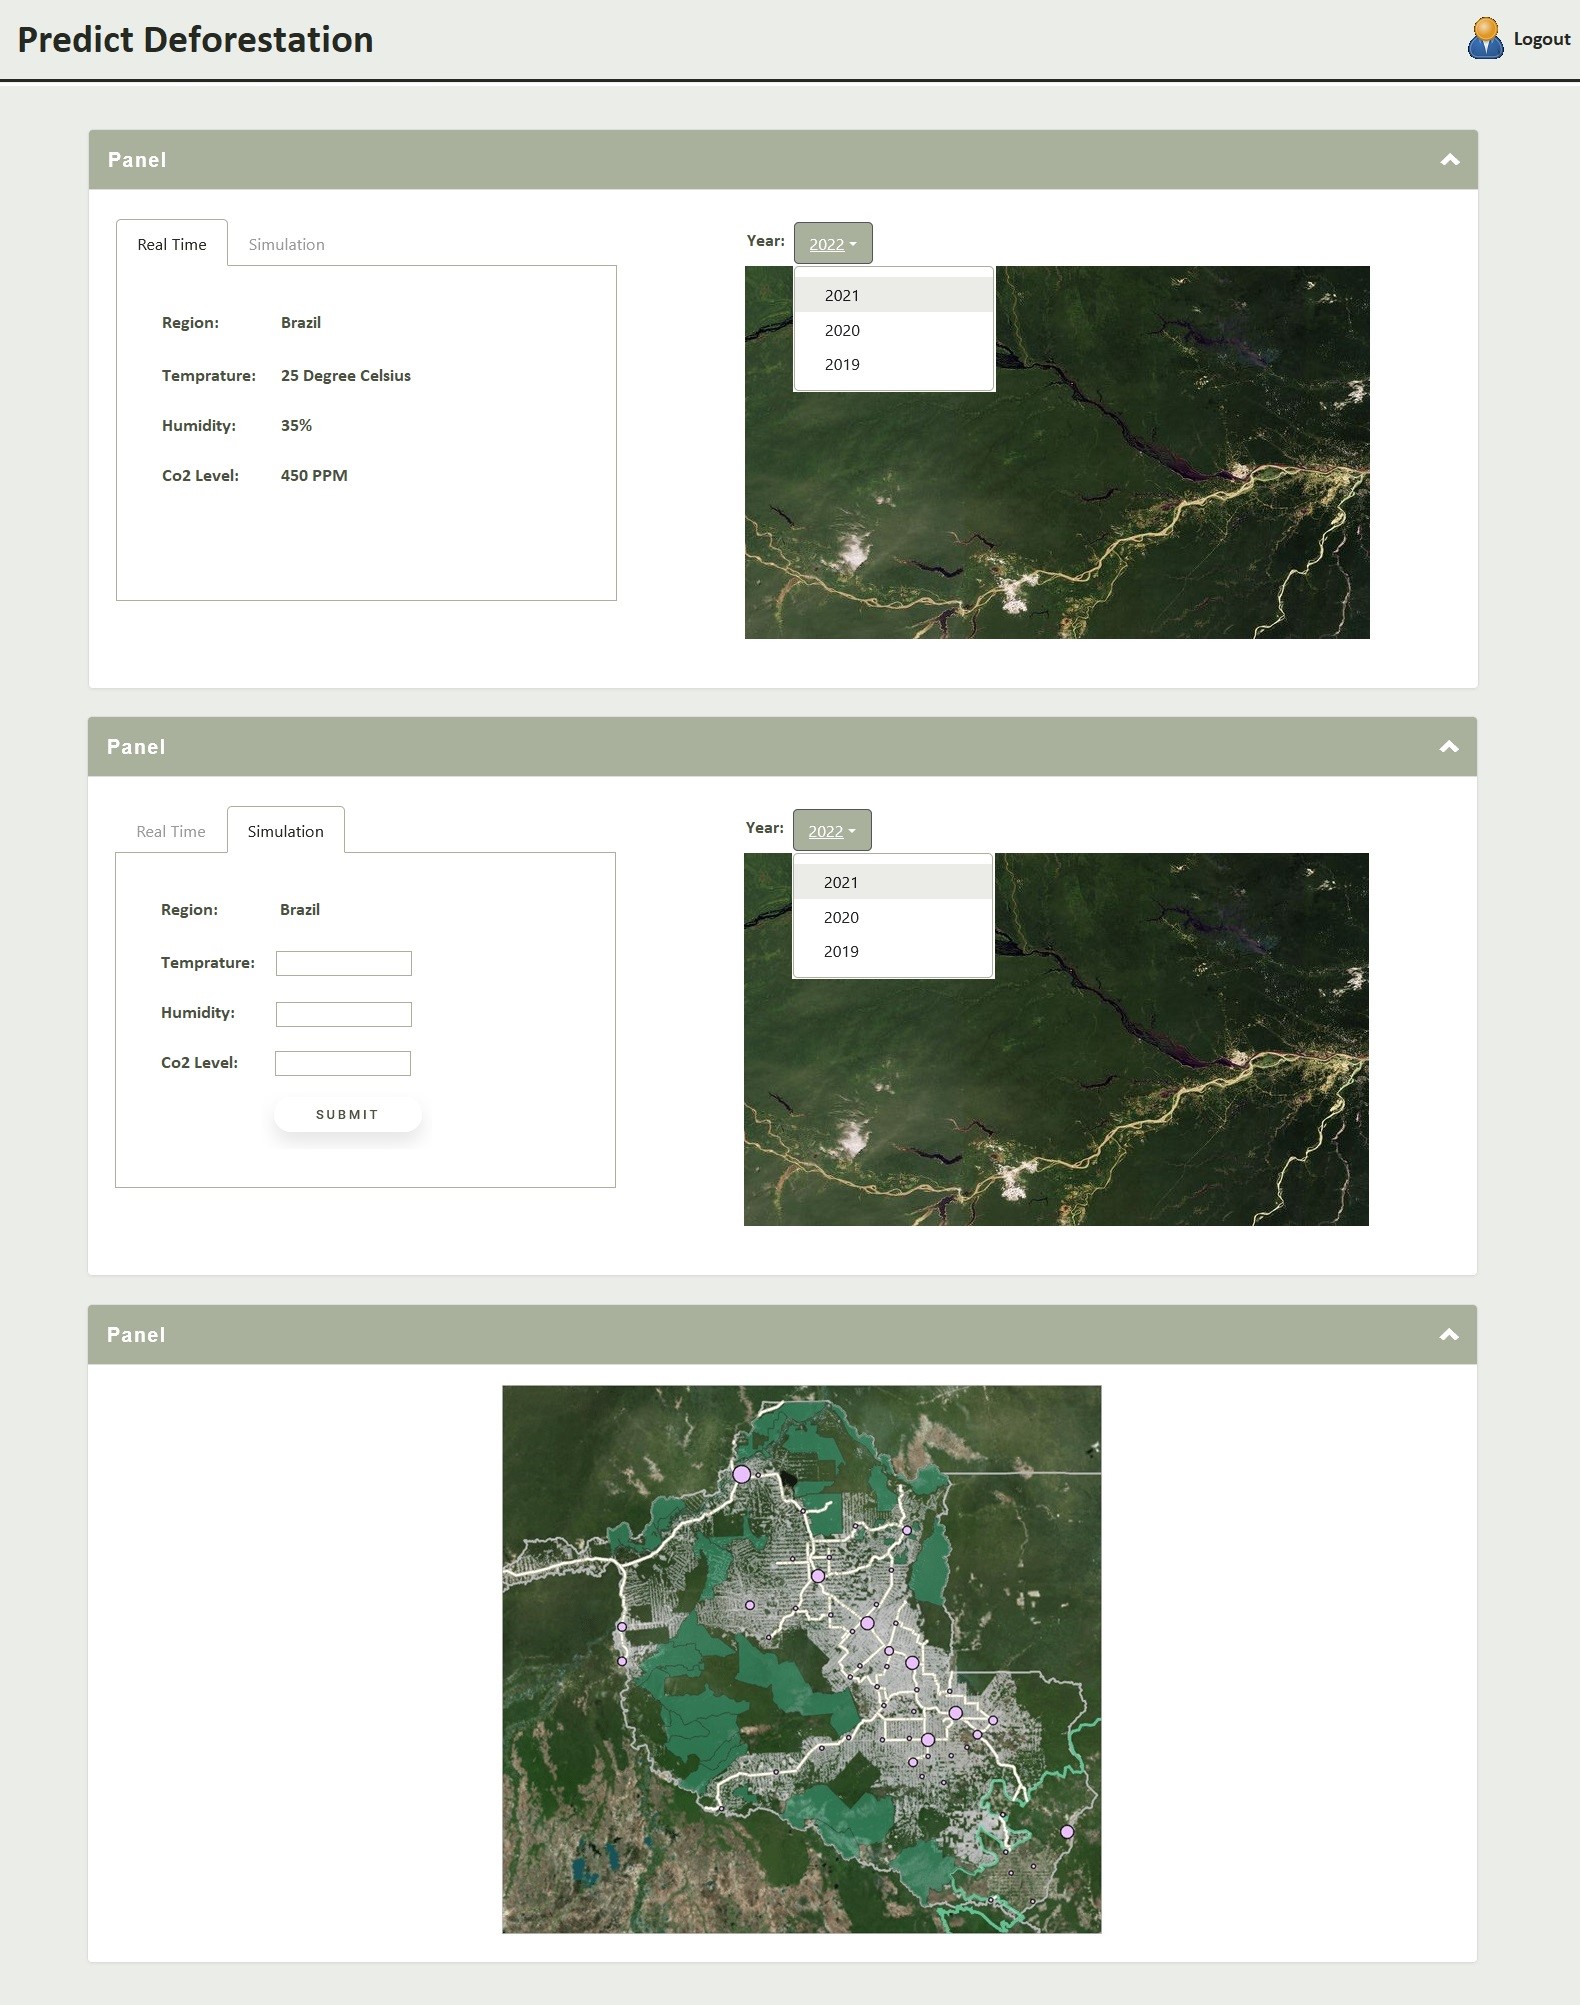 Predict Deforestation
Logout
Panel
Real Time
Simulation
Region: Brazil
Temprature: 25 Degree Celsius
Humidity: 35%
Co2 Level: 450 PPM
Year: 2022
2021
2020
2019
Panel
Real Time
Simulation
Region: Brazil
Temprature:
Humidity:
Co2 Level:
SUBMIT
Year: 2022
2021
2020
2019
Panel